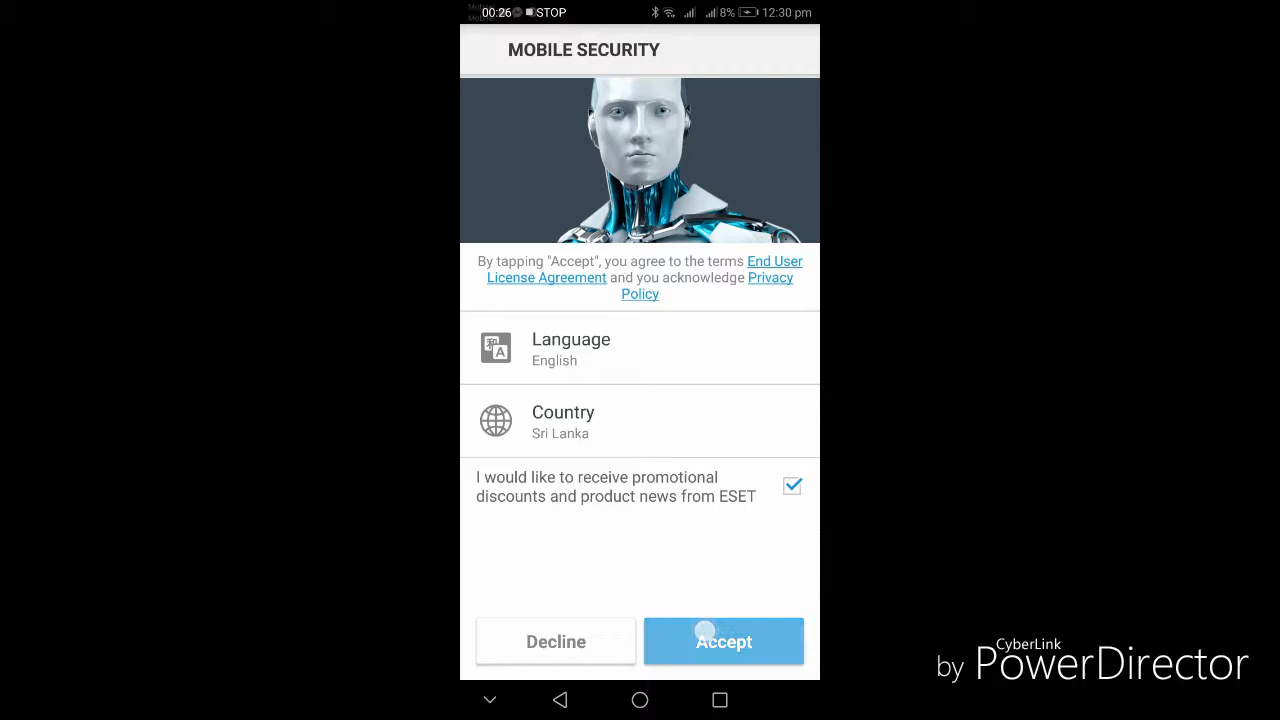 00:26 STOP 8% 12:30 pm
MOBILE SECURITY
By tapping "Accept", you agree to the terms End User
License Agreement and you acknowledge Privacy
Policy
Language
English
Country
Sri Lanka
I would like to receive promotional
discounts and product news from ESET
Decline Accept
CyberLink
by PowerDirector